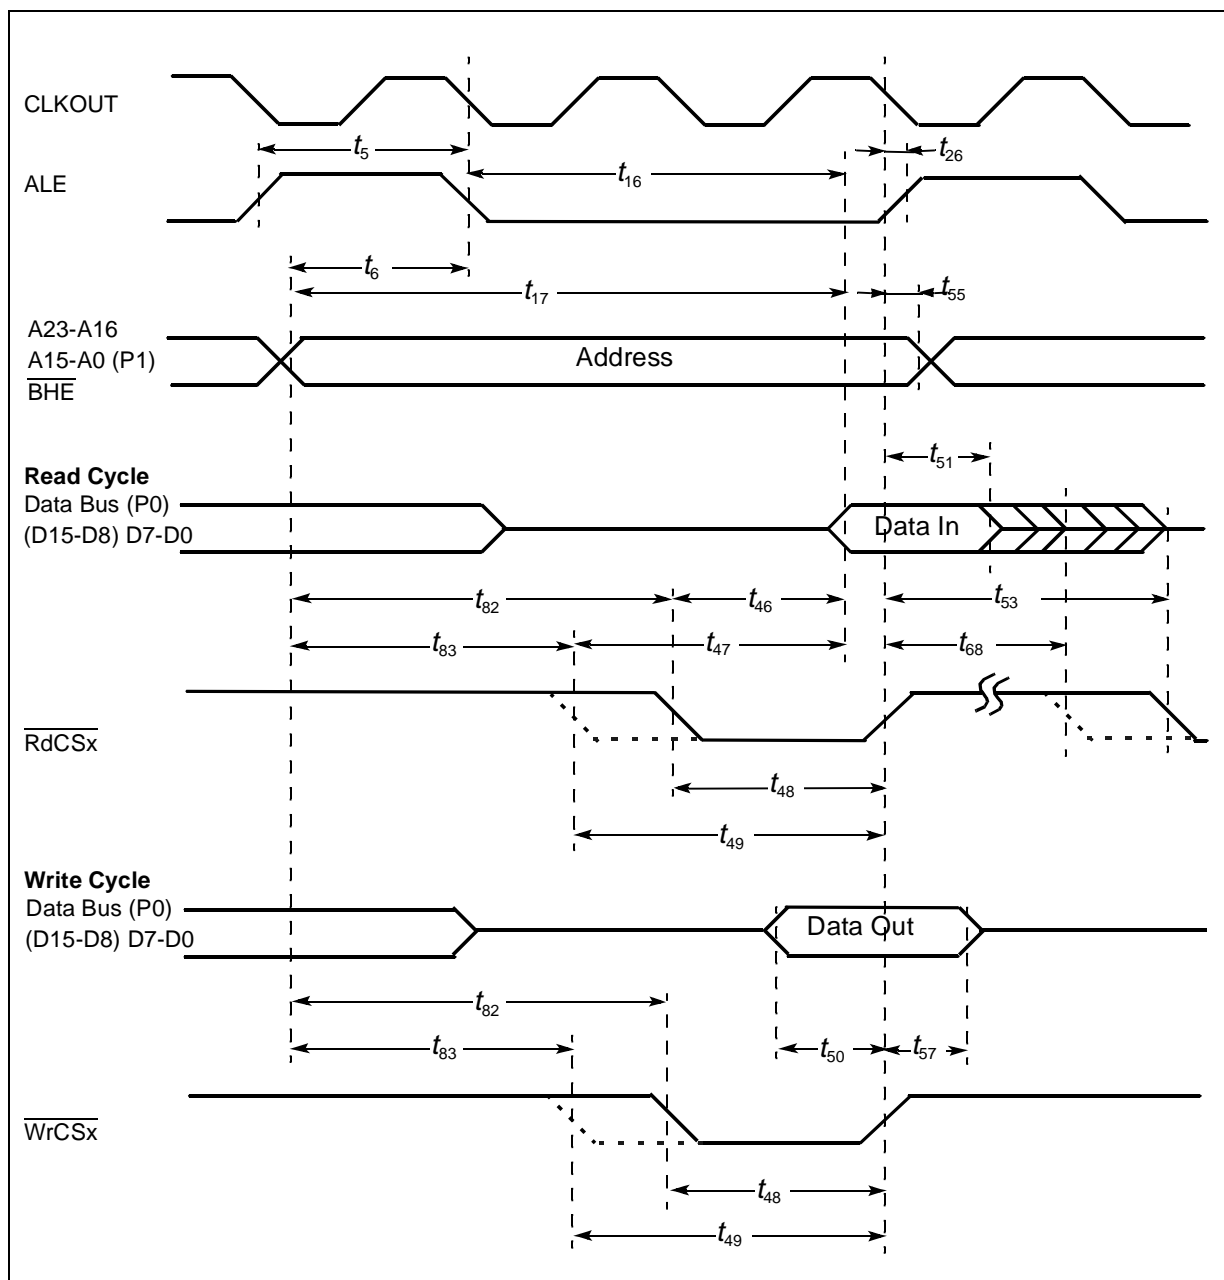 CLKOUT
t5
t26
ALE
t16
t6
t17
t55
A23-A16
A15-A0 (P1)
Address
BHE
t51
Read Cycle
Data Bus (P0)
(D15-D8) D7-D0
Data In
t82
t46
t53
t83
t47
t68
RdCSx
t48
t49
Write Cycle
Data Bus (P0)
(D15-D8) D7-D0
Data Out
t82
t83
t50
t57
WrCSx
t48
t49